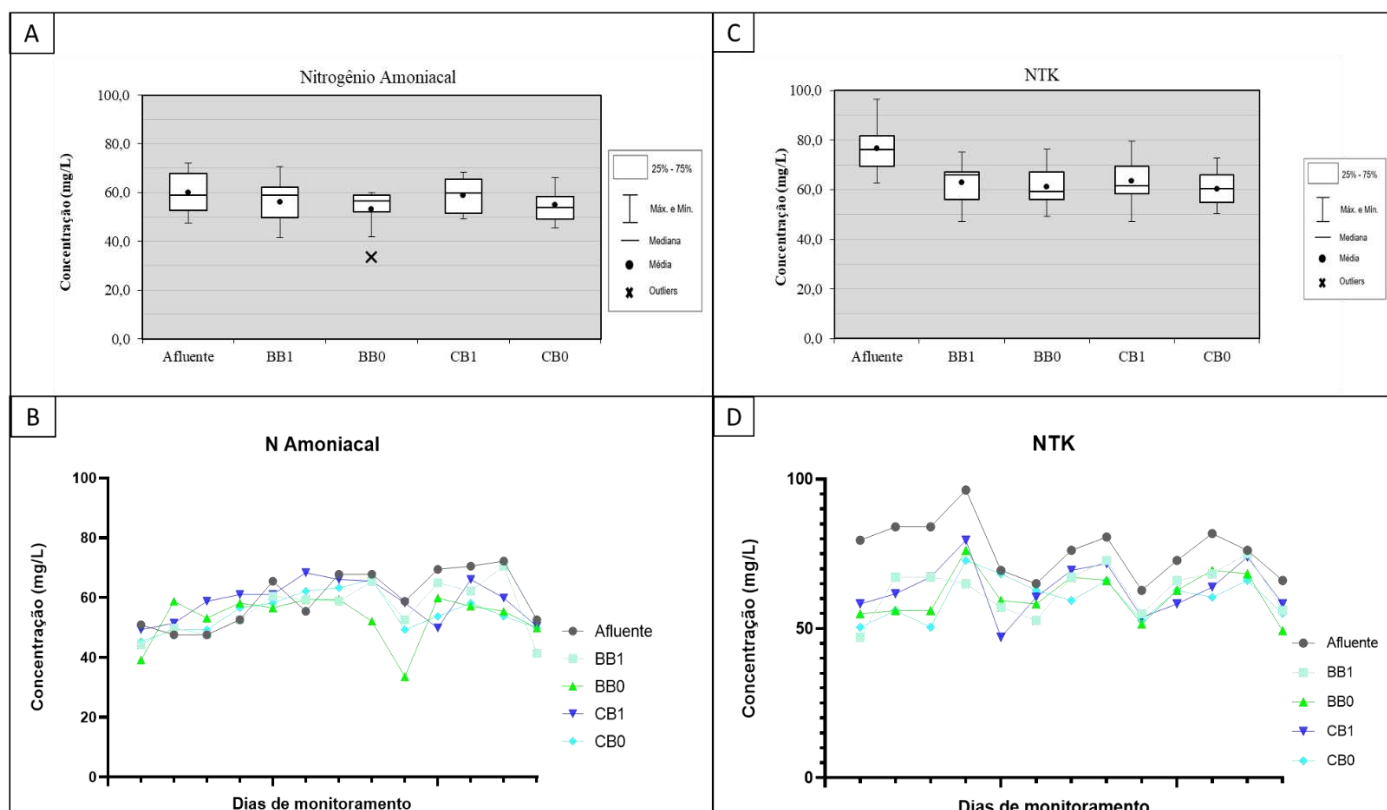 A
Nitrogênio Amoniacal
Concentração (mg/L)
100,0
80,0
60,0
40,0
20,0
0,0
Afluente BB1 BB0 CB1 CB0
25% - 75%
Máx. e Mín.
Mediana
Média
Outliers
C
NTK
Concentração (mg/L)
100,0
80,0
60,0
40,0
20,0
0,0
Afluente BB1 BB0 CB1 CB0
25% - 75%
Máx. e Mín.
Mediana
Média
Outliers
B
N Amoniacal
Concentração (mg/L)
100
80
60
40
20
0
Dias de monitoramento
Afluente
BB1
BB0
CB1
CB0
D
NTK
Concentração (mg/L)
100
50
0
Dias de monitoramento
Afluente
BB1
BB0
CB1
CB0